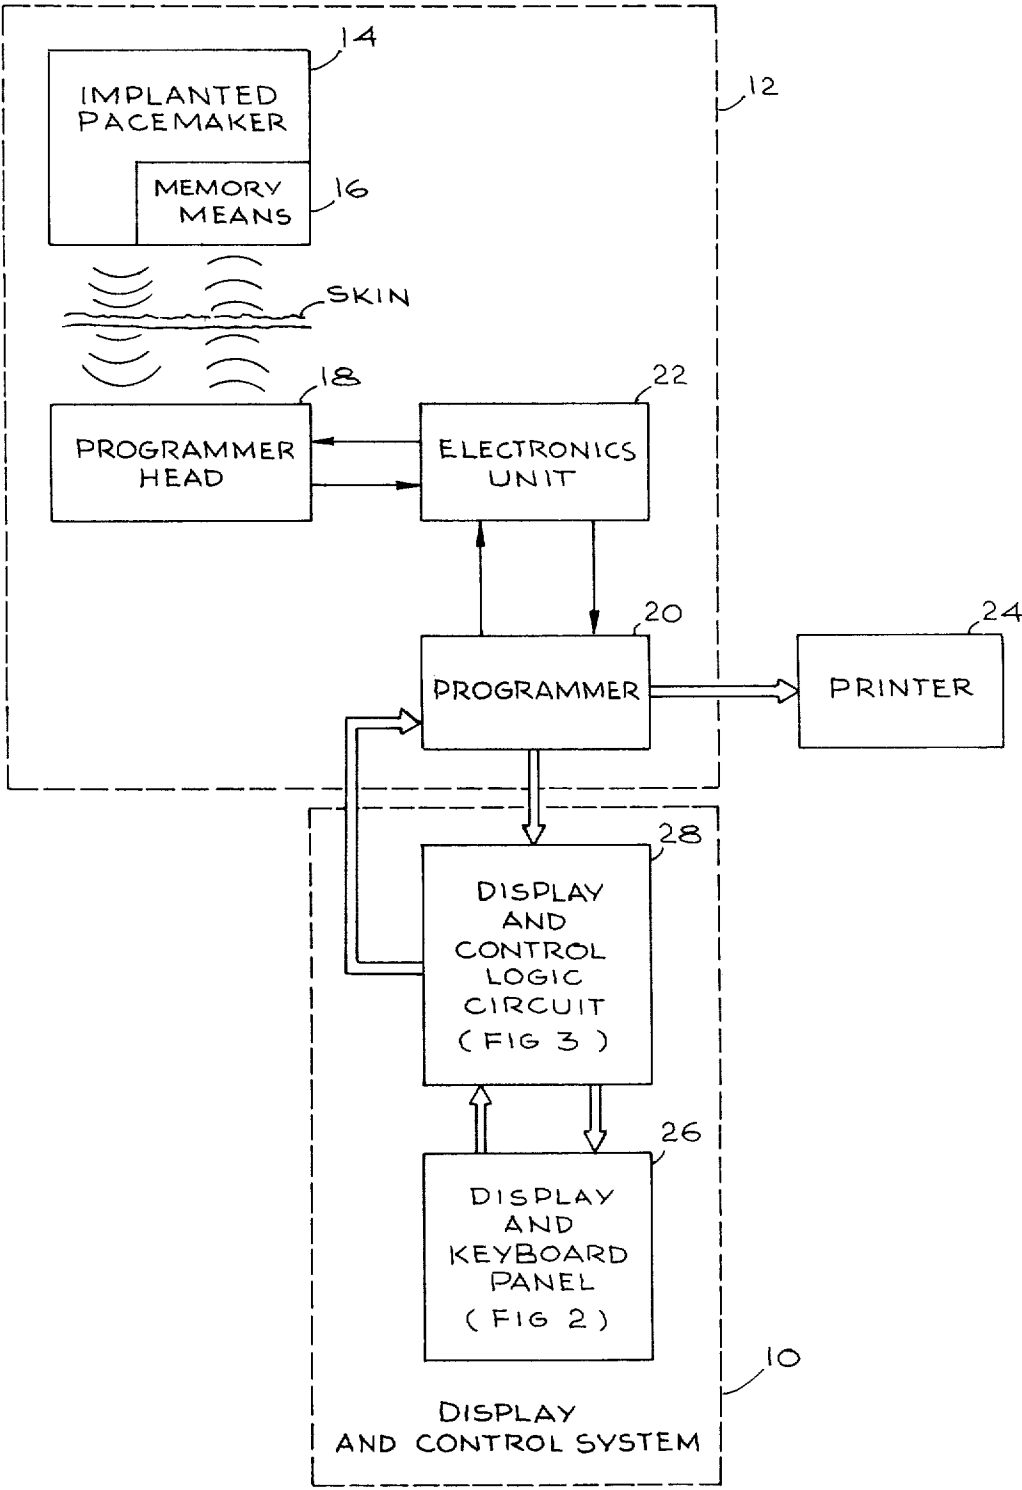 14
IMPLANTED
PACEMAKER
12
MEMORY
MEANS
16
SKIN
18
PROGRAMMER
HEAD
22
ELECTRONICS
UNIT
20
PROGRAMMER
24
PRINTER
28
DISPLAY
AND
CONTROL
LOGIC
CIRCUIT
( FIG 3 )
26
DISPLAY
AND
KEYBOARD
PANEL
( FIG 2 )
10
DISPLAY
AND CONTROL SYSTEM